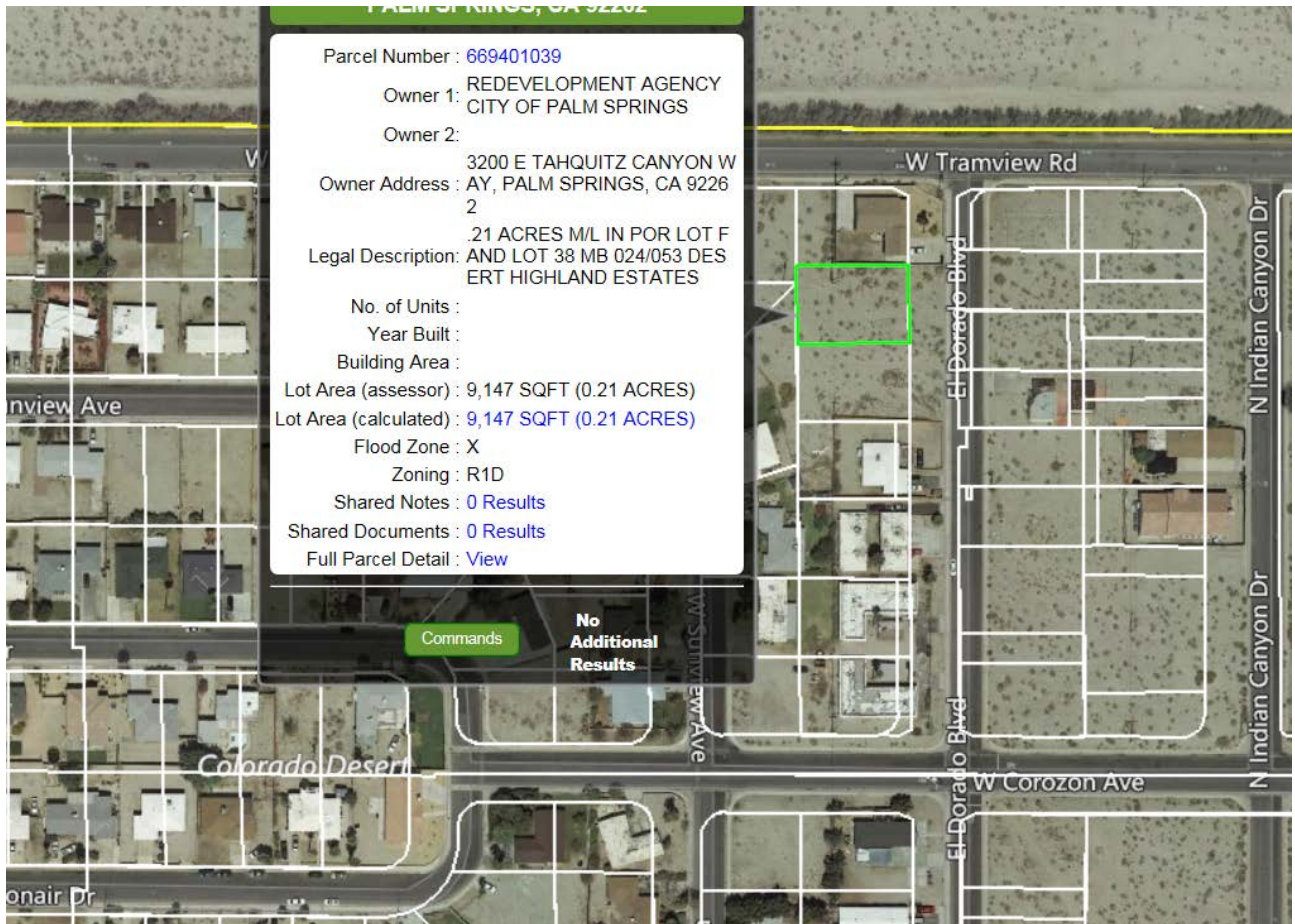 PALM SPRINGS, CA 92262
Parcel Number : 669401039
Owner 1: REDEVELOPMENT AGENCY
CITY OF PALM SPRINGS
Owner 2:
Owner Address : 3200 E TAHQUITZ CANYON W
AY, PALM SPRINGS, CA 9226
2
Legal Description: .21 ACRES M/L IN POR LOT F
AND LOT 38 MB 024/053 DES
ERT HIGHLAND ESTATES
No. of Units :
Year Built :
Building Area :
Lot Area (assessor) : 9,147 SQFT (0.21 ACRES)
Lot Area (calculated) : 9,147 SQFT (0.21 ACRES)
Flood Zone : X
Zoning : R1D
Shared Notes : 0 Results
Shared Documents : 0 Results
Full Parcel Detail : View
Commands
No
Additional
Results
W
W Tramview Rd
El Dorado Blvd
N Indian Canyon Dr
nview Ave
N Indian Canyon Dr
W Sunview Ave
El Dorado Blvd
Colorado Desert
W Corozon Ave
onair Dr